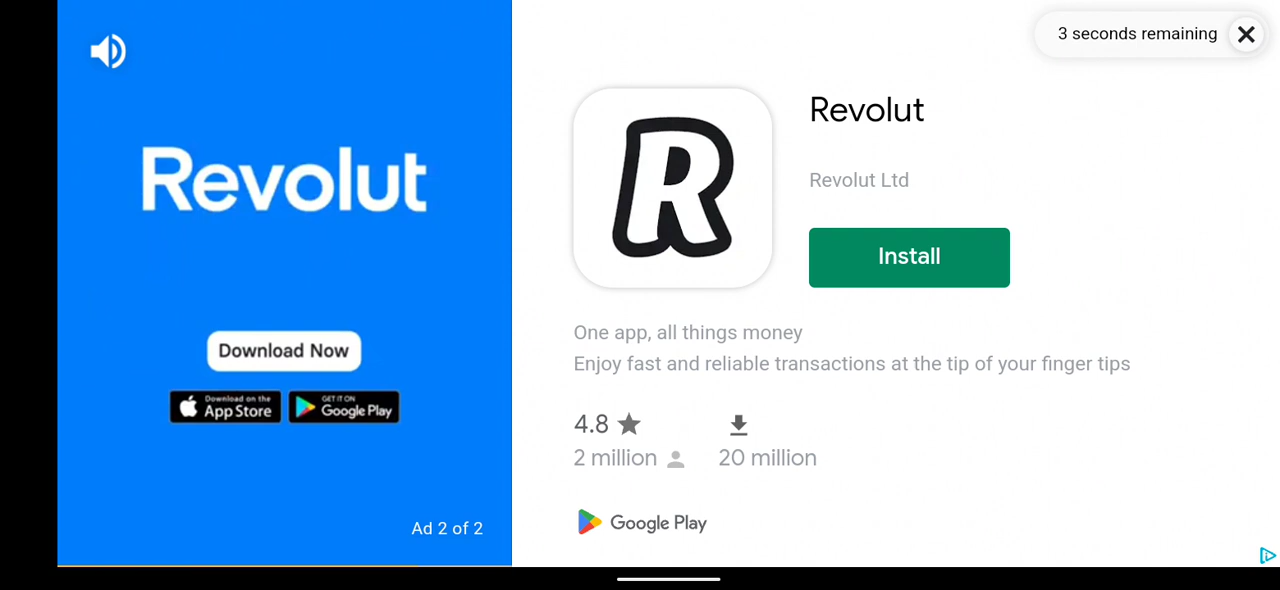 3 seconds remaining
Revolut
Download Now
Download on the
App Store
GET IT ON
Google Play
Ad 2 of 2
R
Revolut
Revolut Ltd
Install
One app, all things money
Enjoy fast and reliable transactions at the tip of your finger tips
4.8
2 million
20 million
Google Play